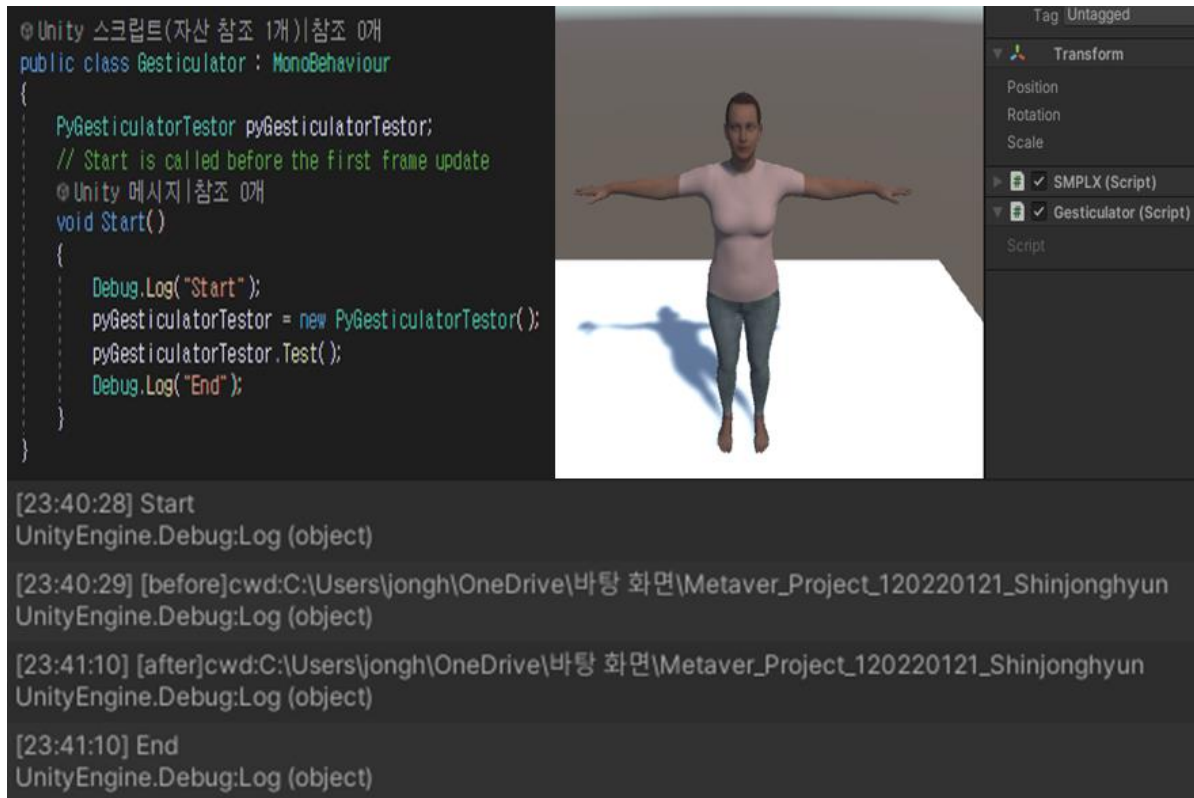 Unity 스크립트(자산 참조 1개)|참조 0개
public class Gesticulator : MonoBehaviour
{
PyGesticulatorTestor pyGesticulatorTestor;
// Start is called before the first frame update
Unity 메시지|참조 0개
void Start()
{
Debug.Log("Start");
pyGesticulatorTestor = new PyGesticulatorTestor();
pyGesticulatorTestor.Test();
Debug.Log("End");
}
}
Tag Untagged
Transform
Position
Rotation
Scale
# SMPLX (Script)
# Gesticulator (Script)
Script
[23:40:28] Start
UnityEngine.Debug:Log (object)
[23:40:29] [before]cwd:C:\Users\jongh\OneDrive\바탕 화면\Metaver_Project_120220121_Shinjonghyun
UnityEngine.Debug:Log (object)
[23:41:10] [after]cwd:C:\Users\jongh\OneDrive\바탕 화면\Metaver_Project_120220121_Shinjonghyun
UnityEngine.Debug:Log (object)
[23:41:10] End
UnityEngine.Debug:Log (object)